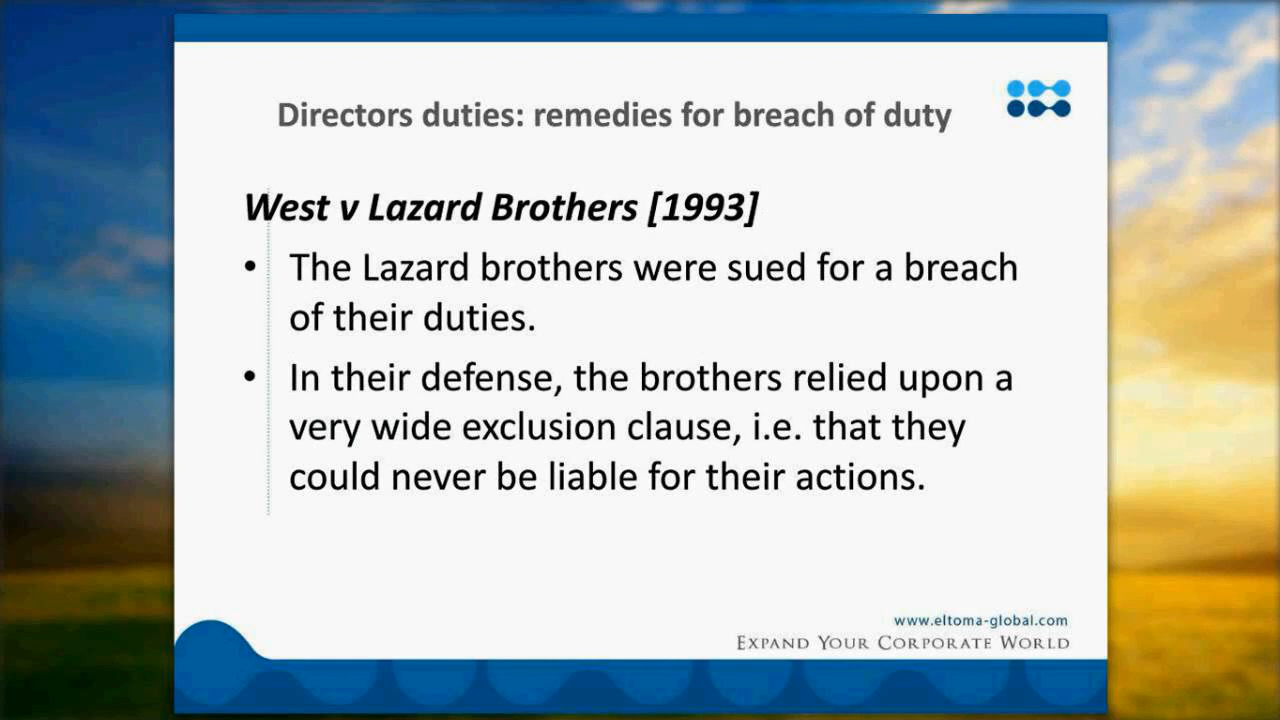 Directors duties: remedies for breach of duty
West v Lazard Brothers [1993]
• The Lazard brothers were sued for a breach
of their duties.
• In their defense, the brothers relied upon a
very wide exclusion clause, i.e. that they
could never be liable for their actions.
www.eltoma-global.com
Expand Your Corporate World